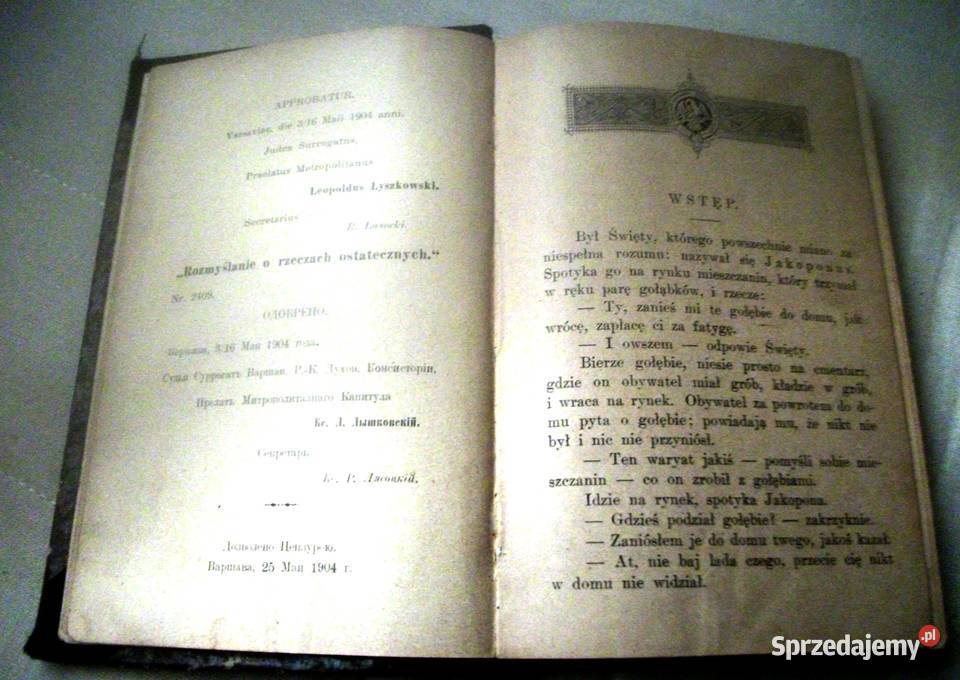 APPROBATUR.
Varsaviae, die 3/16 Maii 1904 anni.
Judex Surrogatus,
Praelatus Metropolitanus
Leopoldus Łyszkowski.
Secretarius
„Rozmyślanie o rzeczach ostatecznych.“
Nr. 2409.
ОДОБРЕНО.
Варшава, 3/16 Мая 1904 года.
Судья Суррогатъ Варшав. Р.-К. Духов. Консисторіи,
Прелатъ Митрополитальнаго Капитула
Кс. Л. Лышковскій.
Секретарь
Кс. Р. Лясоцкій.
Дозволено Цензурою.
Варшава, 25 Мая 1904 г.
WSTĘP.
Był Święty, którego powszechnie miano za
niespełna rozumu: nazywał się Jakoponus.
Spotyka go na rynku mieszczanin, który trzymał
w ręku parę gołąbków, i rzecze:
— Ty, zanieś mi te gołębie do domu, jak
wrócę, zapłacę ci za fatygę.
— I owszem — odpowie Święty.
Bierze gołębie, niesie prosto na cmentarz,
gdzie on obywatel miał grób, kładzie w grób,
i wraca na rynek. Obywatel za powrotem do do-
mu pyta o gołębie; powiadają mu, że nikt nie
był i nic nie przyniósł.
— Ten waryat jakiś — pomyśli sobie mie-
szczanin — co on zrobił z gołębiami.
Idzie na rynek, spotyka Jakopona.
— Gdzieś podział gołębie? — zakrzyknie.
— Zaniósłem je do domu twego, jakoś kazał.
— At, nie baj lada czego, przecie cię nikt
w domu nie widział.
Sprzedajemy.pl